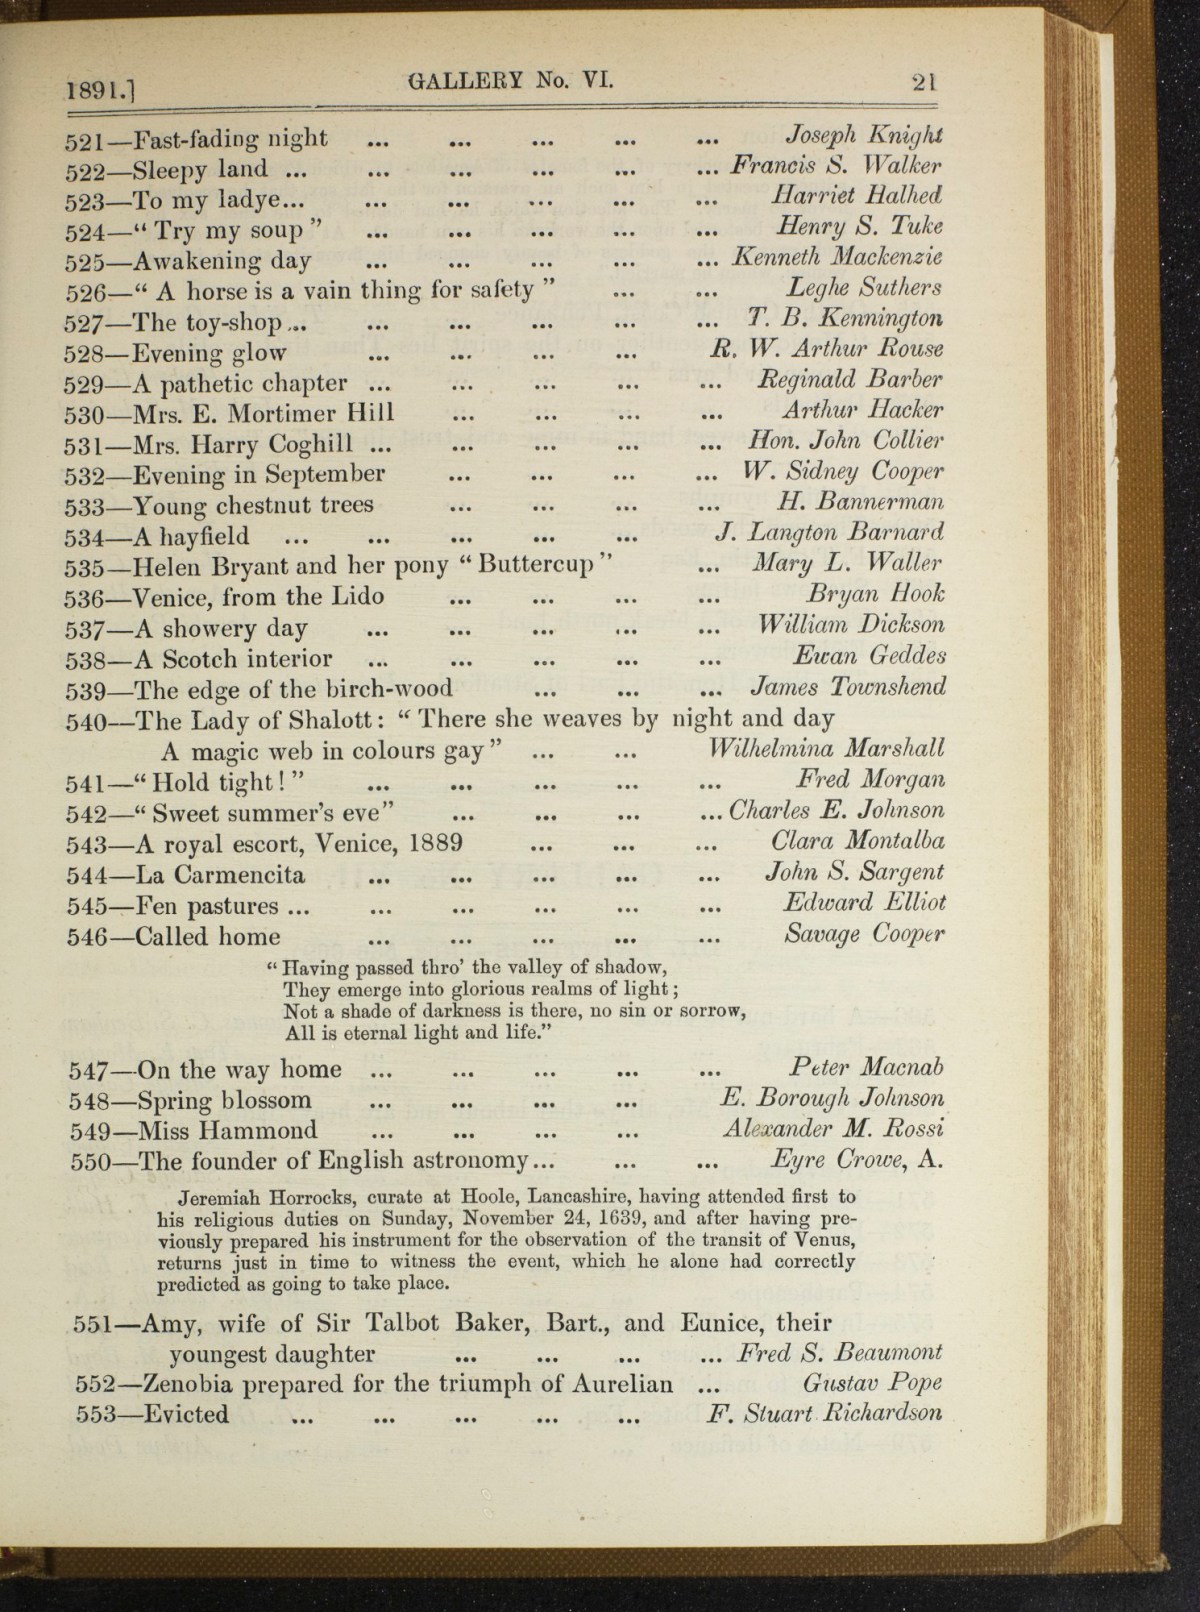 1891.] GALLERY No. VI. 21
521—Fast-fading night ... ... ... ... ... Joseph Knight
522—Sleepy land ... ... ... ... ... ... Francis S. Walker
523—To my ladye... ... ... ... ... ... Harriet Halhed
524—“ Try my soup ” ... ... ... ... ... Henry S. Tuke
525—Awakening day ... ... ... ... ... Kenneth Mackenzie
526—“ A horse is a vain thing for safety ” ... ... Leghe Suthers
527—The toy-shop ... ... ... ... ... ... T. B. Kennington
528—Evening glow ... ... ... ... R. W. Arthur Rouse
529—A pathetic chapter ... ... ... ... ... Reginald Barber
530—Mrs. E. Mortimer Hill ... ... ... ... Arthur Hacker
531—Mrs. Harry Coghill ... ... ... ... ... Hon. John Collier
532—Evening in September ... ... ... ... W. Sidney Cooper
533—Young chestnut trees ... ... ... ... H. Bannerman
534—A hayfield ... ... ... ... ... J. Langton Barnard
535—Helen Bryant and her pony “ Buttercup ” ... Mary L. Waller
536—Venice, from the Lido ... ... ... ... Bryan Hook
537—A showery day ... ... ... ... ... William Dickson
538—A Scotch interior ... ... ... ... ... Ewan Geddes
539—The edge of the birch-wood ... ... ... James Townshend
540—The Lady of Shalott : “ There she weaves by night and day
A magic web in colours gay ” ... ... Wilhelmina Marshall
541—“ Hold tight ! ” ... ... ... ... ... Fred Morgan
542—“ Sweet summer’s eve” ... ... ... ... Charles E. Johnson
543—A royal escort, Venice, 1889 ... ... ... Clara Montalba
544—La Carmencita ... ... ... ... ... John S. Sargent
545—Fen pastures ... ... ... ... ... ... Edward Elliot
546—Called home ... ... ... ... ... Savage Cooper
“ Having passed thro’ the valley of shadow,
They emerge into glorious realms of light ;
Not a shade of darkness is there, no sin or sorrow,
All is eternal light and life.”
547—On the way home ... ... ... ... ... Peter Macnab
548—Spring blossom ... ... ... ... E. Borough Johnson
549—Miss Hammond ... ... ... ... Alexander M. Rossi
550—The founder of English astronomy... ... ... Eyre Crowe, A.
Jeremiah Horrocks, curate at Hoole, Lancashire, having attended first to
his religious duties on Sunday, November 24, 1639, and after having pre-
viously prepared his instrument for the observation of the transit of Venus,
returns just in time to witness the event, which he alone had correctly
predicted as going to take place.
551—Amy, wife of Sir Talbot Baker, Bart., and Eunice, their
youngest daughter ... ... ... ... Fred S. Beaumont
552—Zenobia prepared for the triumph of Aurelian ... Gustav Pope
553—Evicted ... ... ... ... ... F. Stuart Richardson